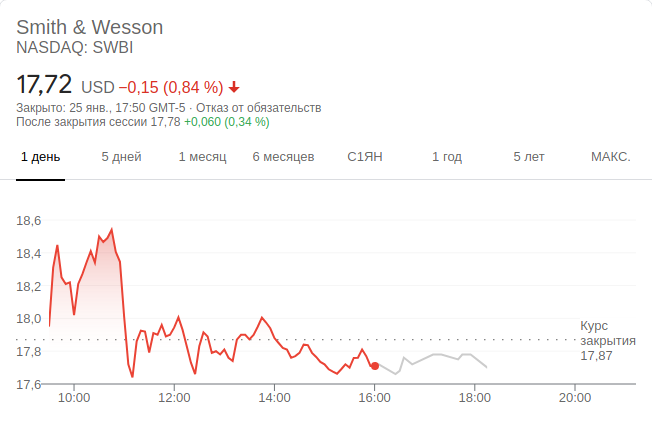 Smith & Wesson
NASDAQ: SWBI
17,72 USD −0,15 (0,84 %)
Закрыто: 25 янв., 17:50 GMT-5 · Отказ от обязательств
После закрытия сессии 17,78 +0,060 (0,34 %)
1 день 5 дней 1 месяц 6 месяцев С1ЯН 1 год 5 лет МАКС.
18,6
18,4
18,2
18,0
Курс
закрытия
17,87
17,8
17,6
10:00 12:00 14:00 16:00 18:00 20:00